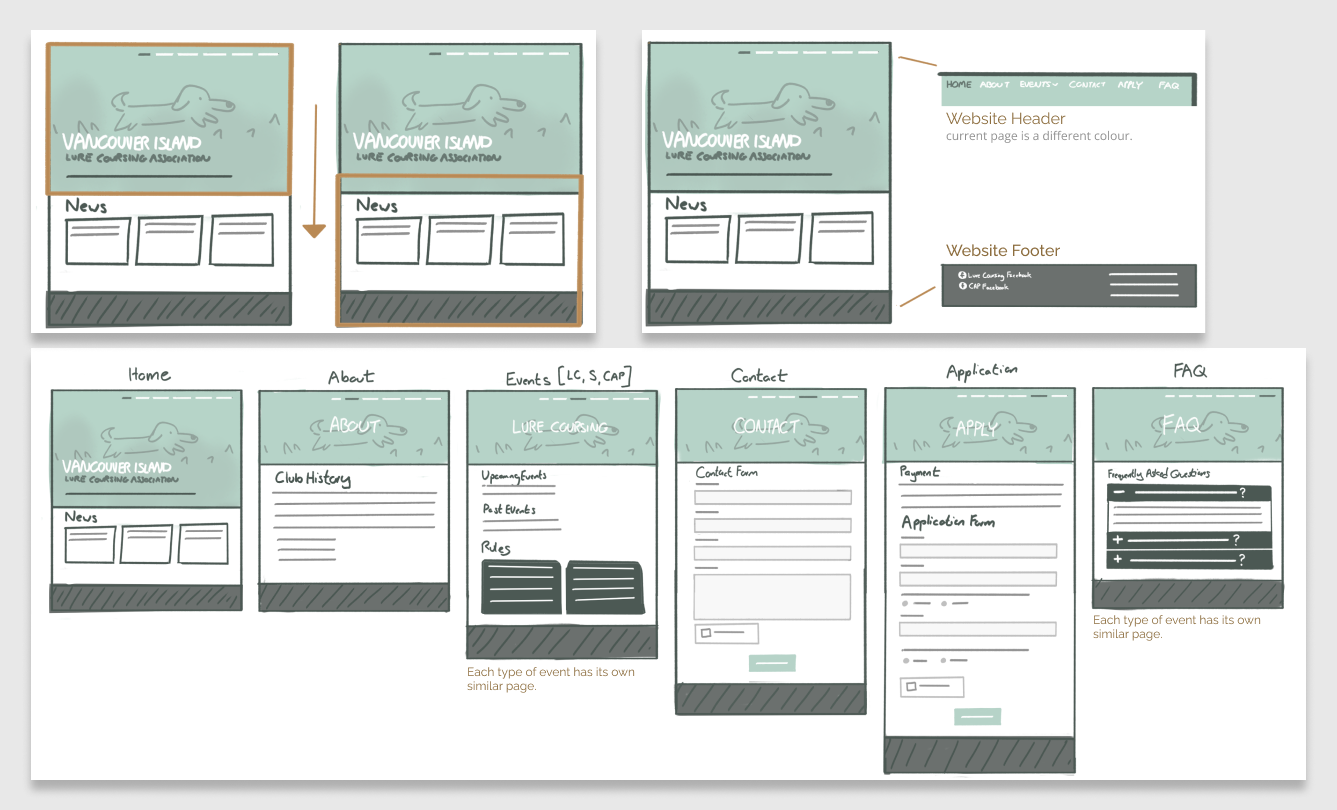 VANCOUVER ISLAND
LURE COURSING ASSOCIATION
News
VANCOUVER ISLAND
LURE COURSING ASSOCIATION
News
VANCOUVER ISLAND
LURE COURSING ASSOCIATION
News
HOME ABOUT EVENTS CONTACT APPLY FAQ
Website Header
current page is a different colour.
Website Footer
Lure Coursing Facebook
CAP Facebook
Home
VANCOUVER ISLAND
LURE COURSING ASSOCIATION
News
About
ABOUT
Club History
Events [LC, S, CAP]
LURE COURSING
Upcoming Events
Past Events
Rules
Each type of event has its own
similar page.
Contact
CONTACT
Contact Form
Application
APPLY
Payment
Application Form
FAQ
FAQ
Frequently Asked Questions
?
?
?
Each type of event has its own
similar page.